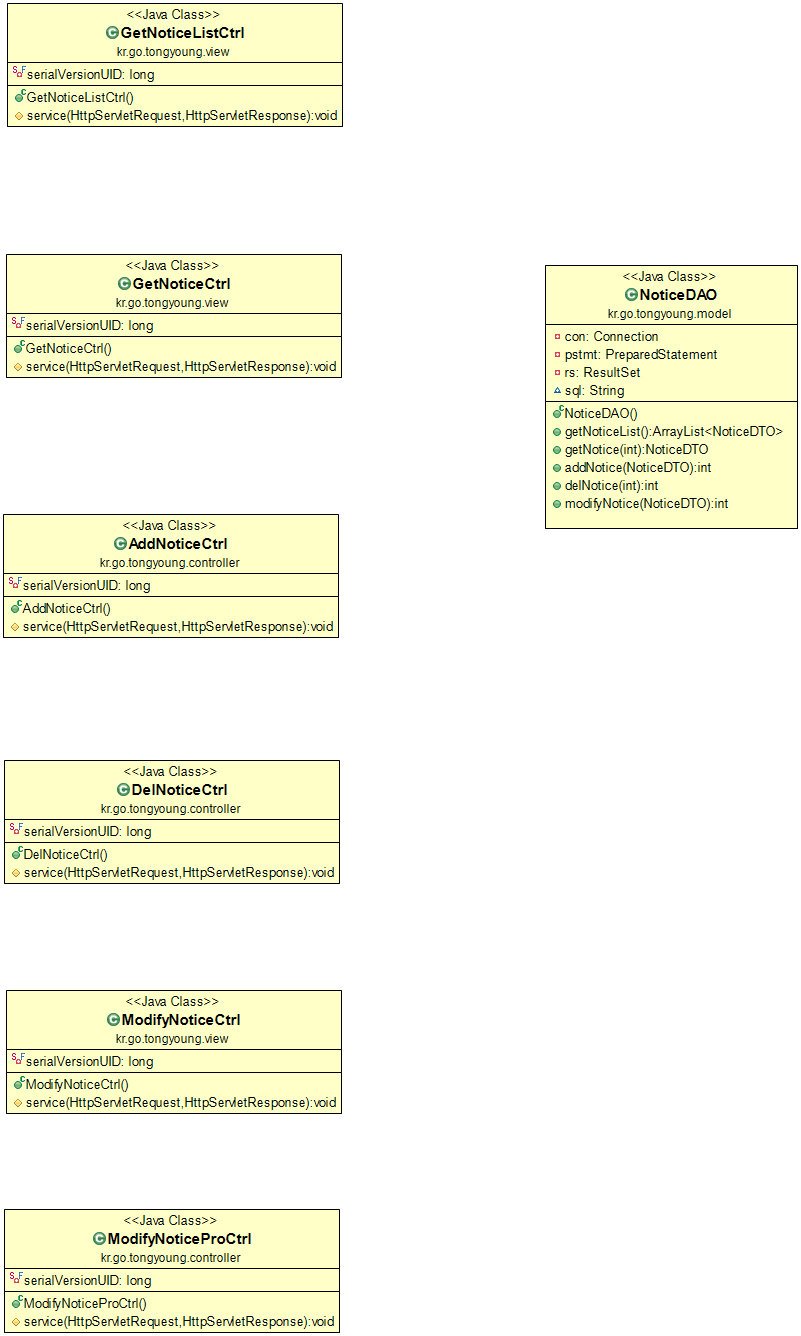 <<Java Class>>
GetNoticeListCtrl
kr.go.tongyoung.view
serialVersionUID: long
GetNoticeListCtrl()
service(HttpServletRequest,HttpServletResponse):void
<<Java Class>>
GetNoticeCtrl
kr.go.tongyoung.view
serialVersionUID: long
GetNoticeCtrl()
service(HttpServletRequest,HttpServletResponse):void
<<Java Class>>
NoticeDAO
kr.go.tongyoung.model
con: Connection
pstmt: PreparedStatement
rs: ResultSet
sql: String
NoticeDAO()
getNoticeList():ArrayList<NoticeDTO>
getNotice(int):NoticeDTO
addNotice(NoticeDTO):int
delNotice(int):int
modifyNotice(NoticeDTO):int
<<Java Class>>
AddNoticeCtrl
kr.go.tongyoung.controller
serialVersionUID: long
AddNoticeCtrl()
service(HttpServletRequest,HttpServletResponse):void
<<Java Class>>
DelNoticeCtrl
kr.go.tongyoung.controller
serialVersionUID: long
DelNoticeCtrl()
service(HttpServletRequest,HttpServletResponse):void
<<Java Class>>
ModifyNoticeCtrl
kr.go.tongyoung.view
serialVersionUID: long
ModifyNoticeCtrl()
service(HttpServletRequest,HttpServletResponse):void
<<Java Class>>
ModifyNoticeProCtrl
kr.go.tongyoung.controller
serialVersionUID: long
ModifyNoticeProCtrl()
service(HttpServletRequest,HttpServletResponse):void